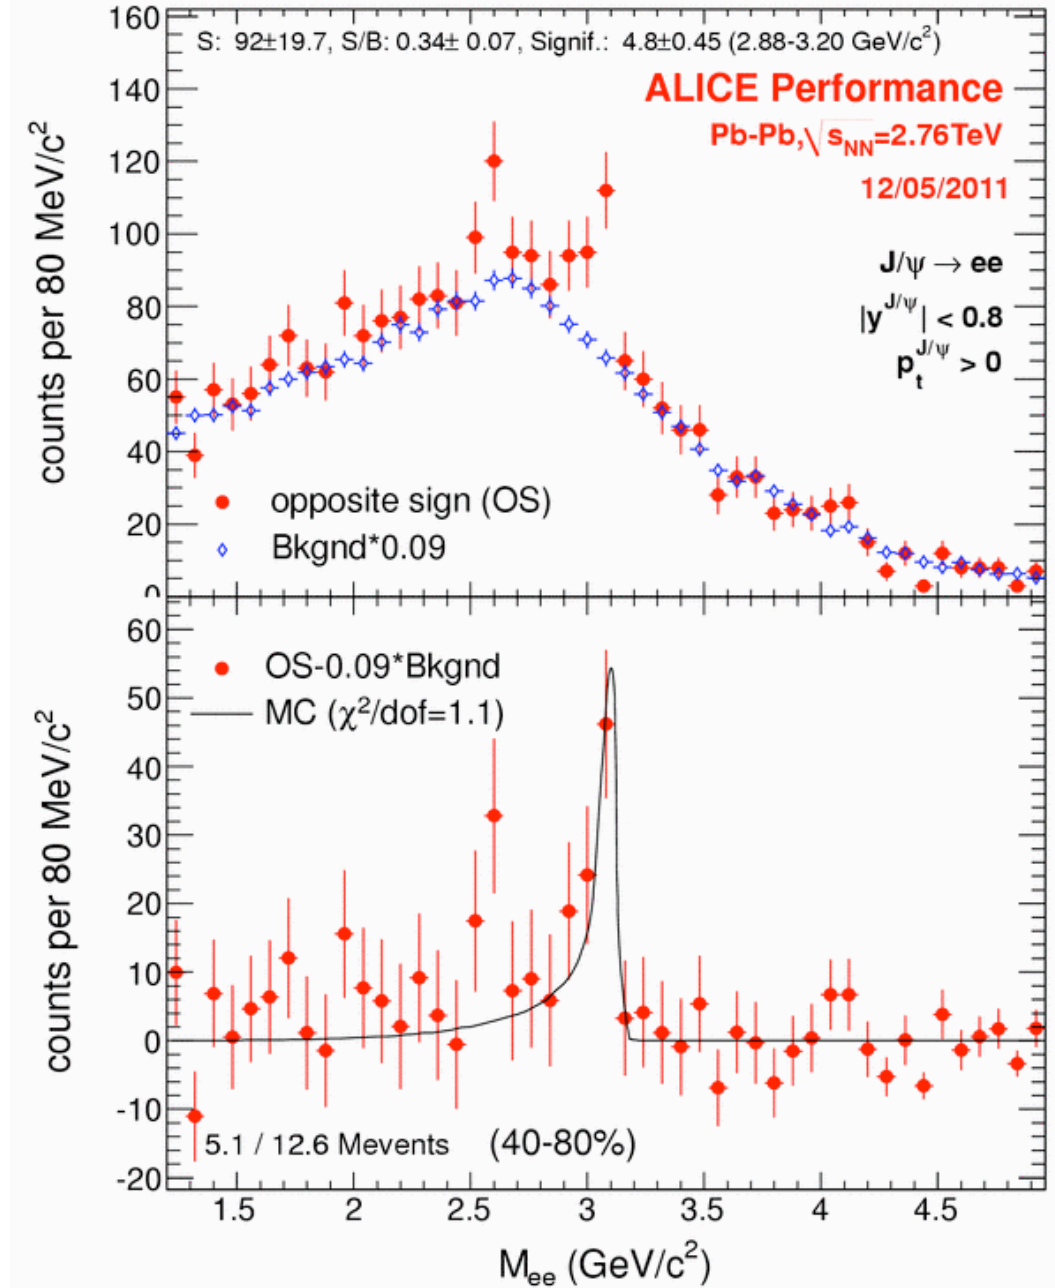 S: 92±19.7, S/B: 0.34± 0.07, Signif.: 4.8±0.45 (2.88-3.20 GeV/c²)
ALICE Performance
Pb-Pb,√s_NN=2.76TeV
12/05/2011
J/ψ → ee
|y^J/ψ| < 0.8
p_t^J/ψ > 0
opposite sign (OS)
Bkgnd*0.09
counts per 80 MeV/c²
160
140
120
100
80
60
40
20
0
OS-0.09*Bkgnd
MC (χ²/dof=1.1)
counts per 80 MeV/c²
60
50
40
30
20
10
0
-10
-20
5.1 / 12.6 Mevents (40-80%)
1.5 2 2.5 3 3.5 4 4.5
M_ee (GeV/c²)